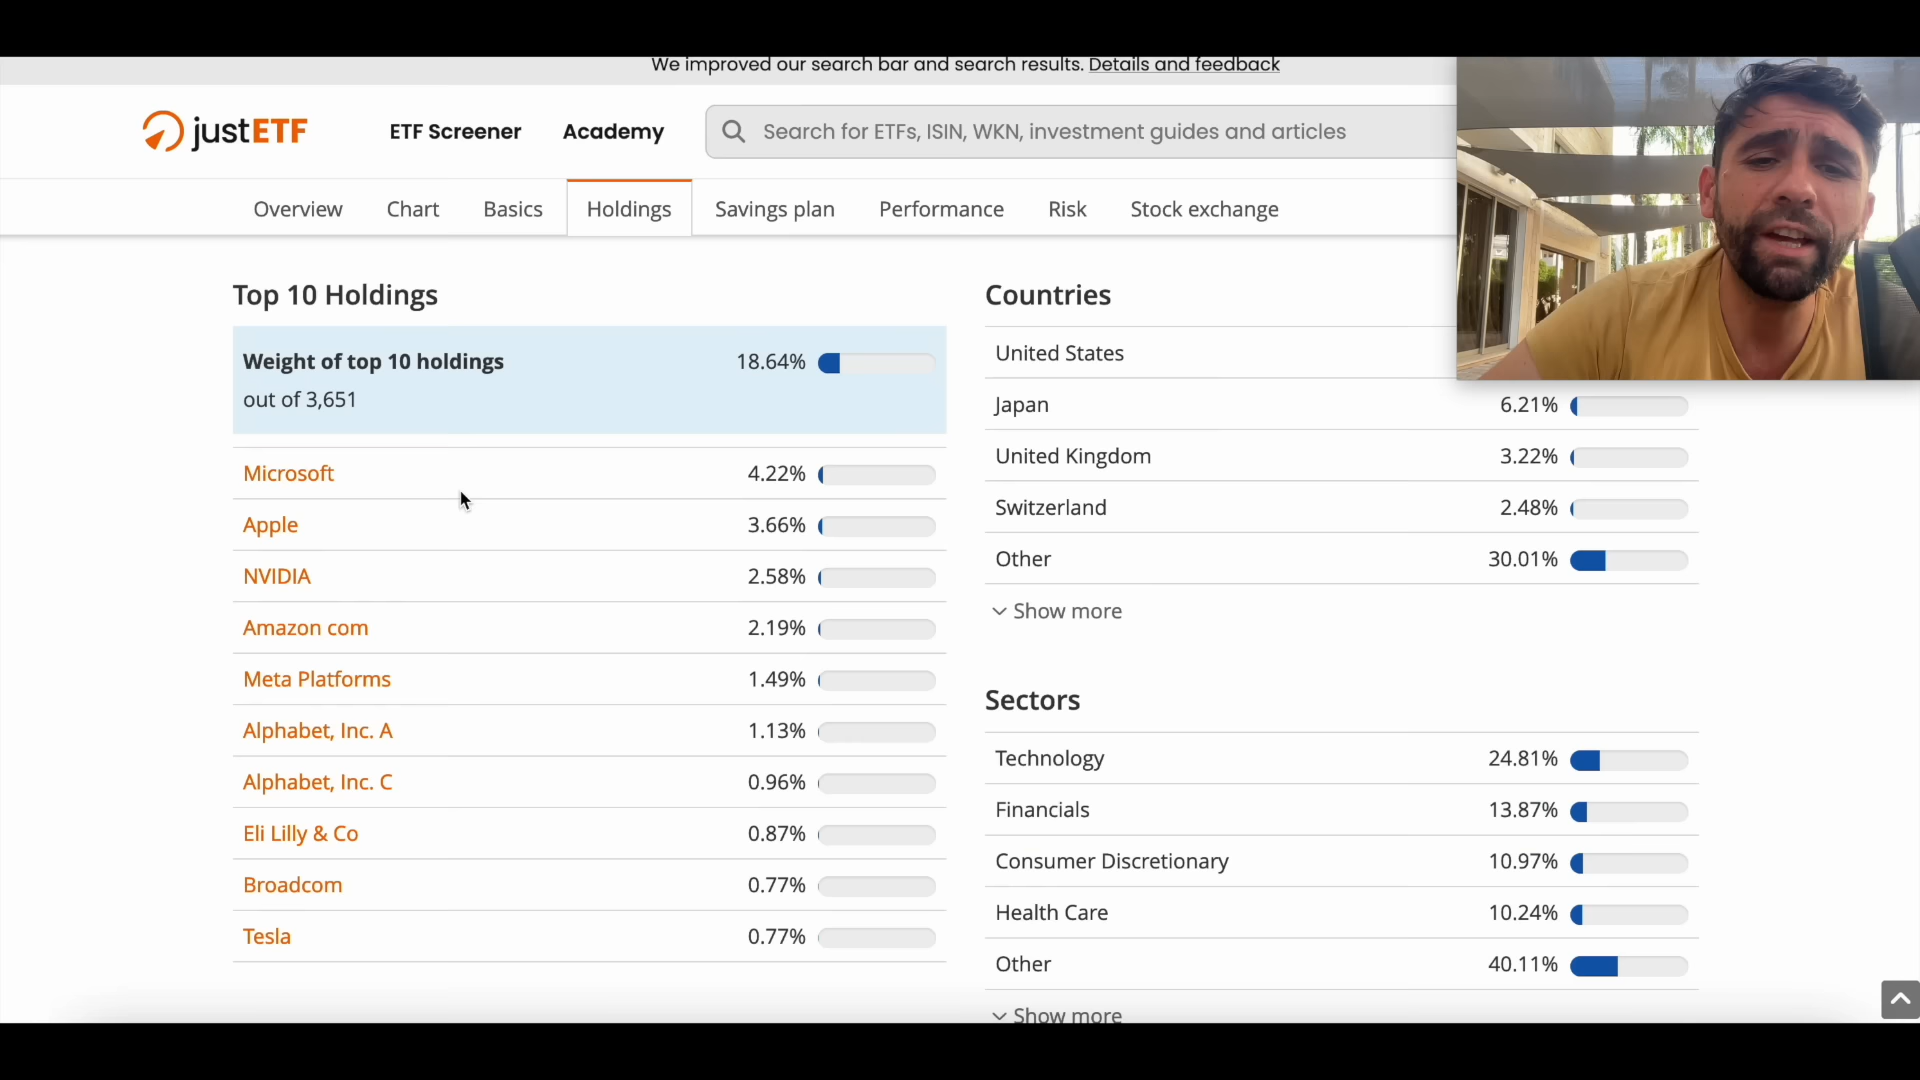 We improved our search bar and search results. Details and feedback
justETF
ETF Screener
Academy
Search for ETFs, ISIN, WKN, investment guides and articles
Overview
Chart
Basics
Holdings
Savings plan
Performance
Risk
Stock exchange
Top 10 Holdings
Weight of top 10 holdings 18.64%
out of 3,651
Microsoft 4.22%
Apple 3.66%
NVIDIA 2.58%
Amazon com 2.19%
Meta Platforms 1.49%
Alphabet, Inc. A 1.13%
Alphabet, Inc. C 0.96%
Eli Lilly & Co 0.87%
Broadcom 0.77%
Tesla 0.77%
Countries
United States
Japan 6.21%
United Kingdom 3.22%
Switzerland 2.48%
Other 30.01%
Show more
Sectors
Technology 24.81%
Financials 13.87%
Consumer Discretionary 10.97%
Health Care 10.24%
Other 40.11%
Show more